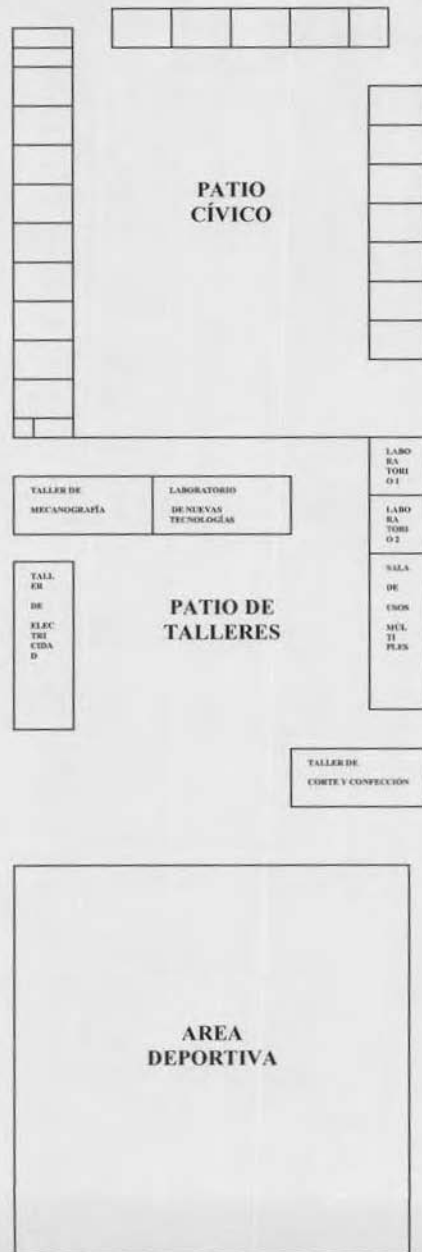 PATIO
CÍVICO
LABO
RA
TORI
O 1
TALLER DE
MECANOGRAFÍA
LABORATORIO
DE NUEVAS
TECNOLOGÍAS
LABO
RA
TORI
O 2
TALL
ER
DE
ELEC
TRI
CIDA
D
PATIO DE
TALLERES
SALA
DE
USOS
MÚL
TI
PLES
TALLER DE
CORTE Y CONFECCIÓN
AREA
DEPORTIVA